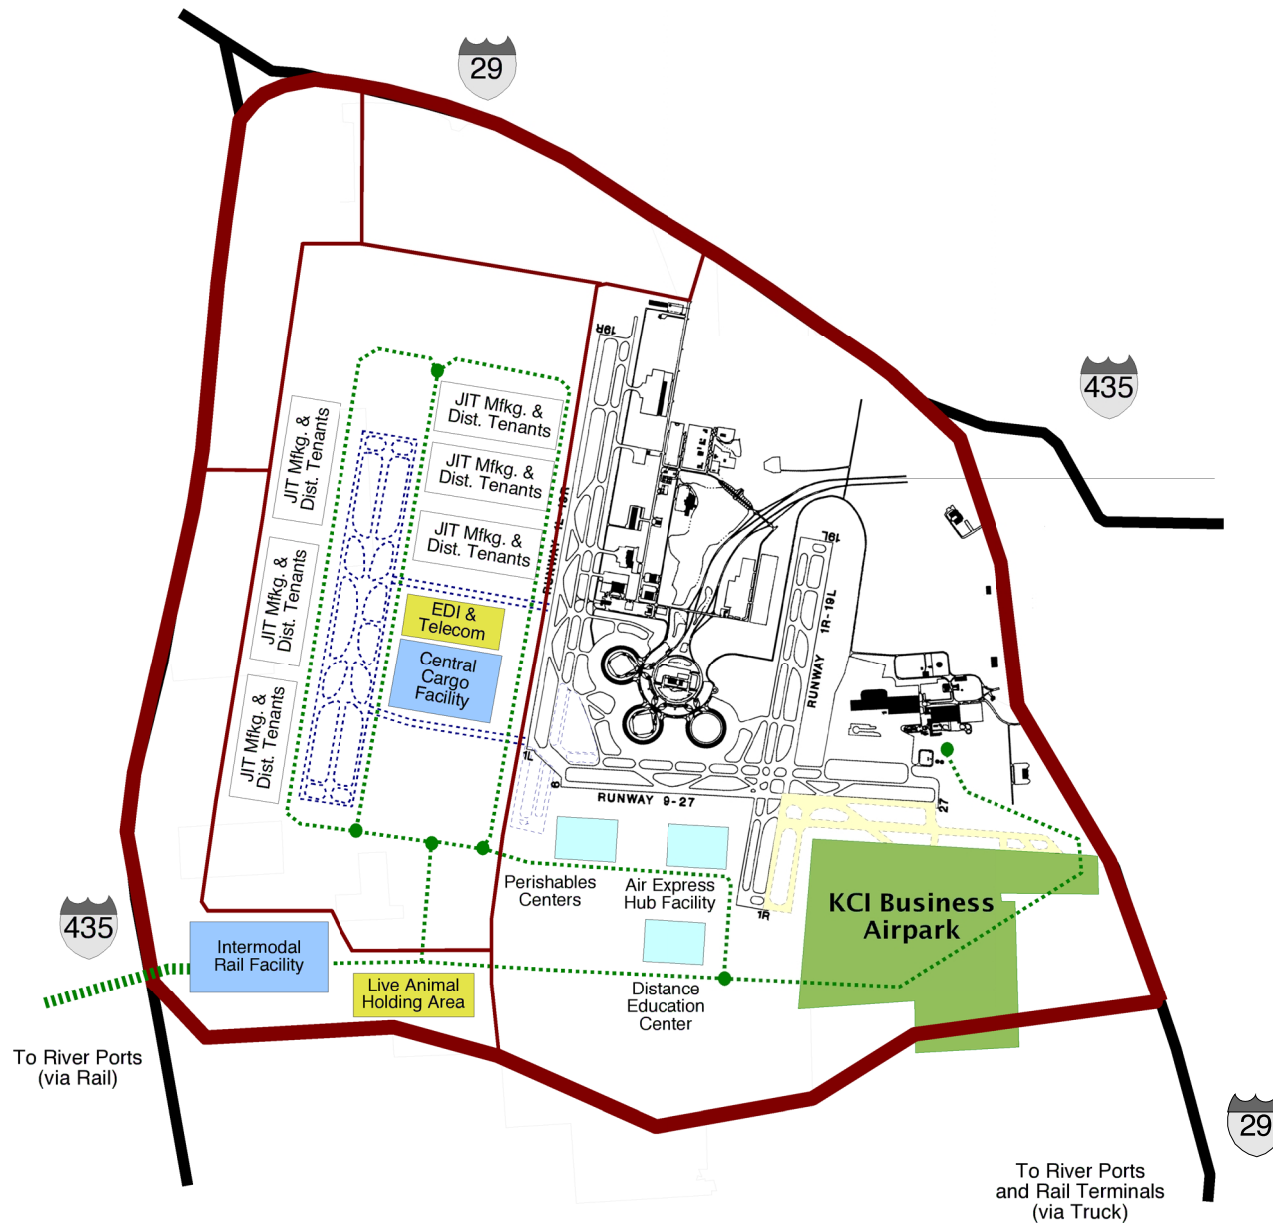 29
435
19R
JIT Mfkg. &
Dist. Tenants
JIT Mfkg. &
Dist. Tenants
JIT Mfkg. &
Dist. Tenants
JIT Mfkg. &
Dist. Tenants
JIT Mfkg. &
Dist. Tenants
JIT Mfkg. &
Dist. Tenants
RUNWAY 1L-19R
19L
RUNWAY 1R-19L
EDI &
Telecom
Central
Cargo
Facility
1L
9
RUNWAY 9-27
27
1R
Perishables
Centers
Air Express
Hub Facility
KCI Business
Airpark
435
Intermodal
Rail Facility
Live Animal
Holding Area
Distance
Education
Center
To River Ports
(via Rail)
29
To River Ports
and Rail Terminals
(via Truck)